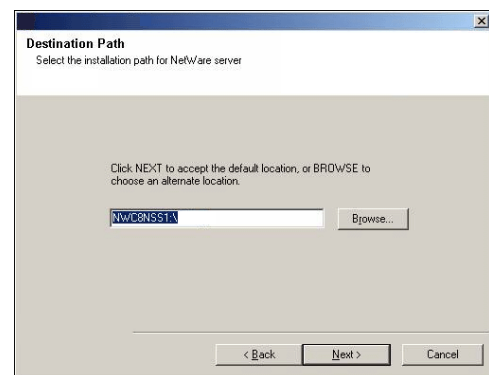 Destination Path
Select the installation path for NetWare server
Click NEXT to accept the default location, or BROWSE to
choose an alternate location.
NWC8NSS1:\
Browse...
< Back
Next >
Cancel